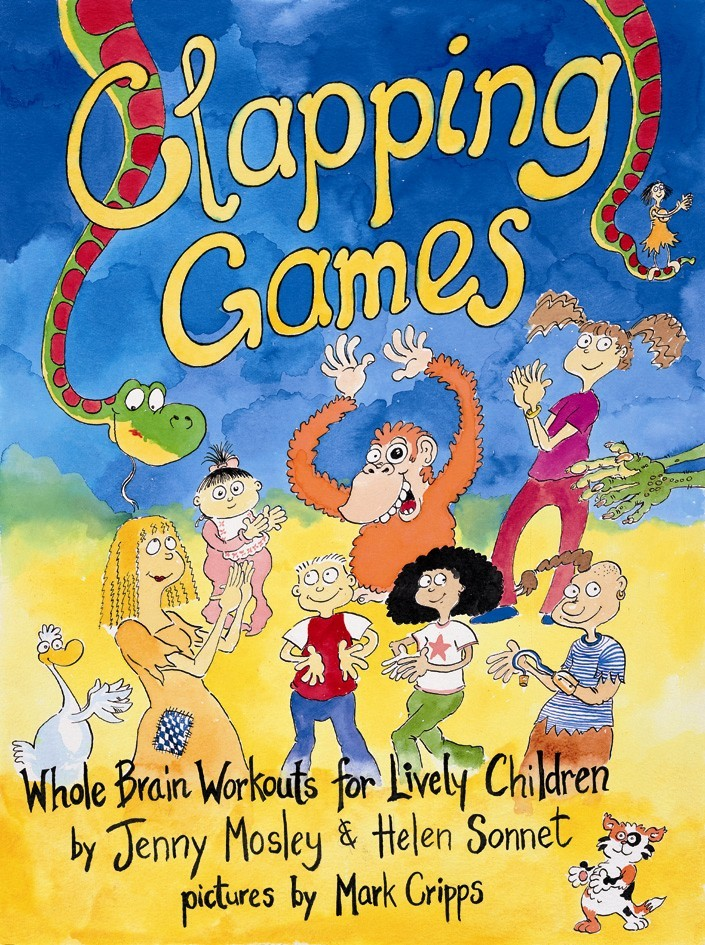 Clapping
Games
Whole Brain Workouts for Lively Children
by Jenny Mosley & Helen Sonnet
pictures by Mark Cripps